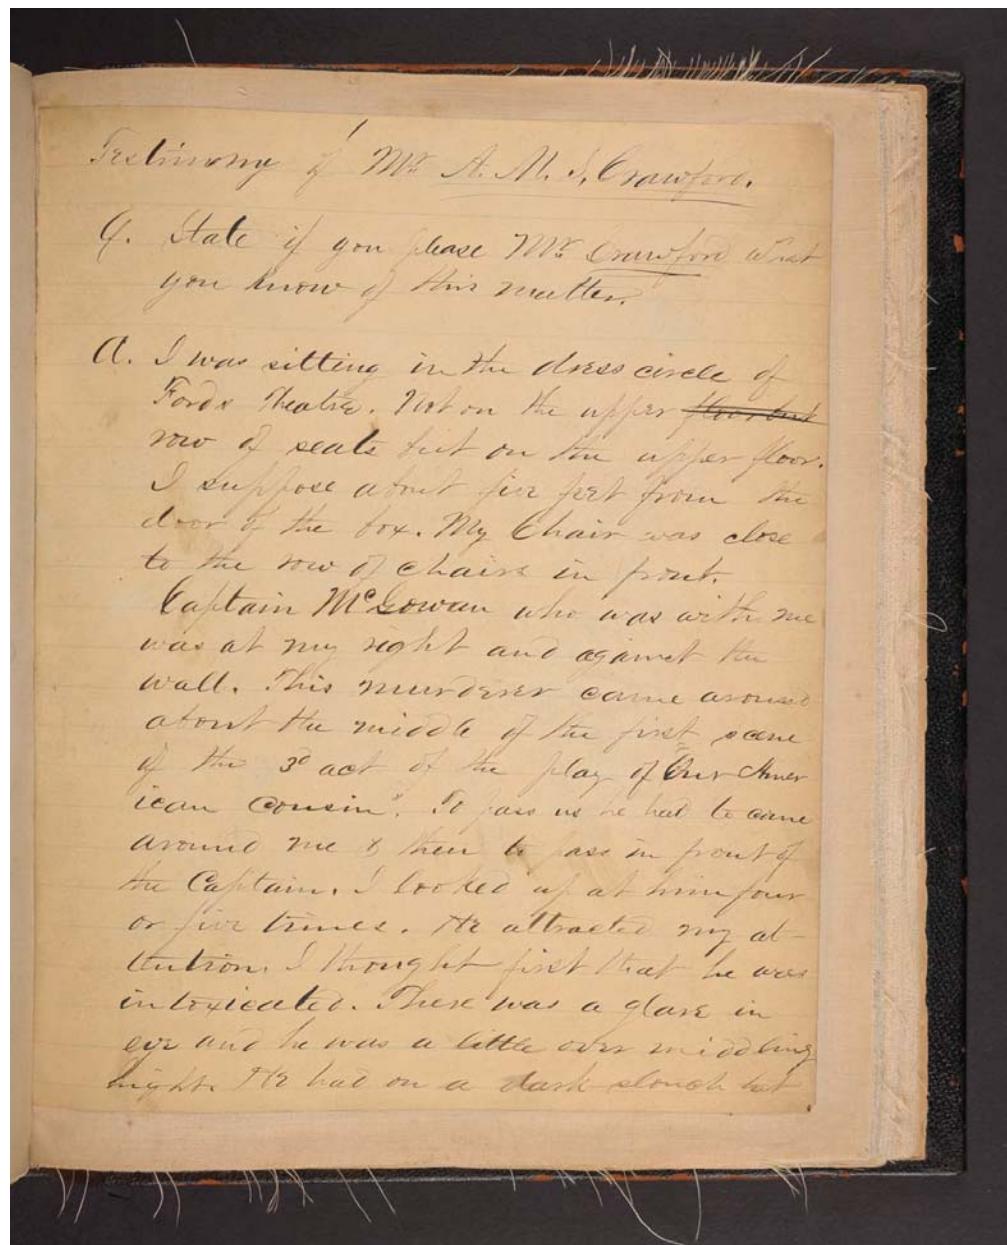 1
Testimony of Mr A. M. S. Crawford.
Q. State if you please Mr. Crawford what
you know of this matter.
A. I was sitting in the dress circle of
Fords Theatre. Not on the upper floor but
row of seats but on the upper floor.
I suppose about five feet from the
door of the box. My Chair was close
to the row of chairs in front.
Captain McGowan who was with me
was at my right and against the
wall. This murderer came around
about the middle of the first scene
of the 3d act of the play of "Our Amer
ican Cousin". To pass us he had to come
around me & then to pass in front of
the Captain. I looked up at him four
or five times. He attracted my at-
tention. I thought first that he was
intoxicated. There was a glare in
eye and he was a little over middling
hight. He had on a dark slouch hat